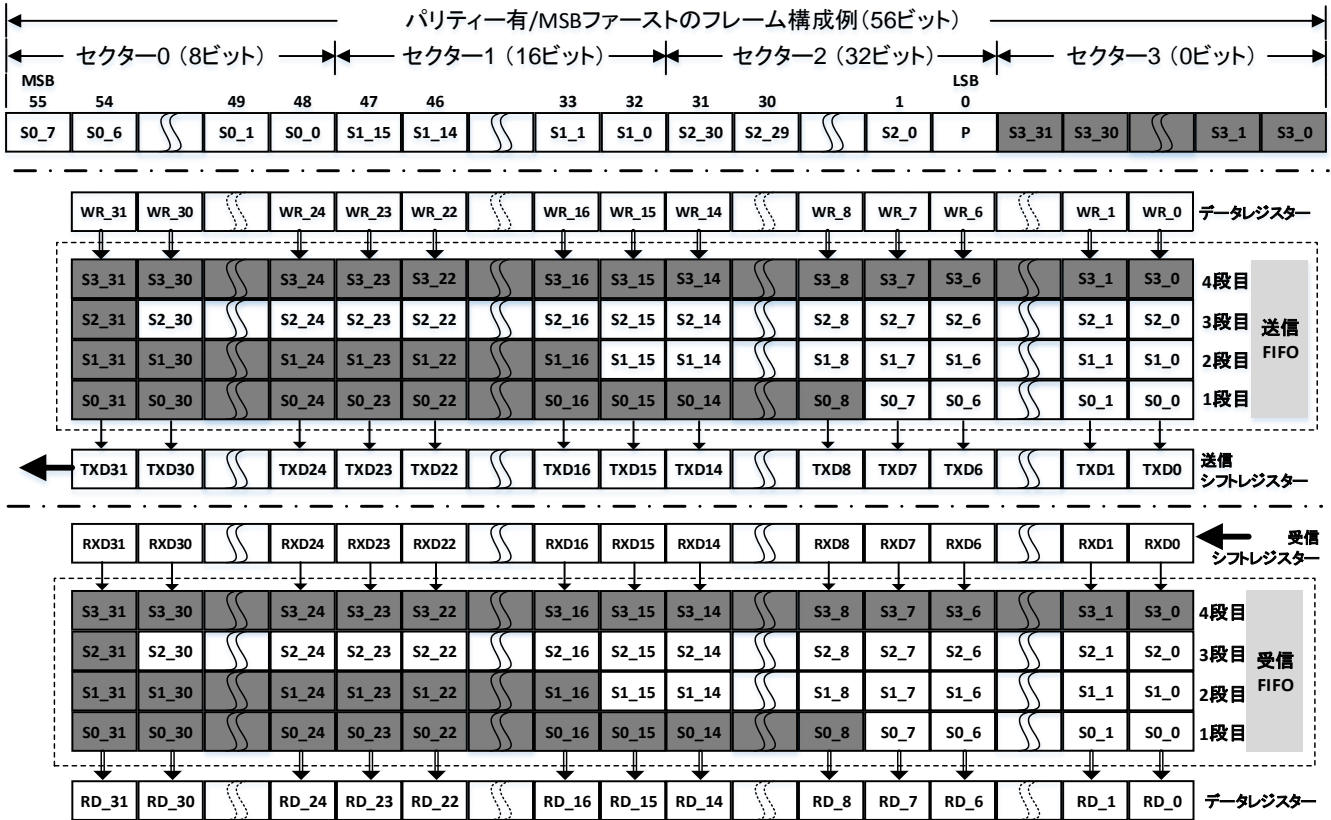 パリティー有/MSBファーストのフレーム構成例(56ビット)
セクター0 (8ビット) セクター1 (16ビット) セクター2 (32ビット) セクター3 (0ビット)
MSB LSB
55 54 49 48 47 46 33 32 31 30 1 0
S0_7 S0_6 S0_1 S0_0 S1_15 S1_14 S1_1 S1_0 S2_30 S2_29 S2_0 P S3_31 S3_30 S3_1 S3_0
WR_31 WR_30 WR_24 WR_23 WR_22 WR_16 WR_15 WR_14 WR_8 WR_7 WR_6 WR_1 WR_0 データレジスター
S3_31 S3_30 S3_24 S3_23 S3_22 S3_16 S3_15 S3_14 S3_8 S3_7 S3_6 S3_1 S3_0 4段目
S2_31 S2_30 S2_24 S2_23 S2_22 S2_16 S2_15 S2_14 S2_8 S2_7 S2_6 S2_1 S2_0 3段目
送信
FIFO
S1_31 S1_30 S1_24 S1_23 S1_22 S1_16 S1_15 S1_14 S1_8 S1_7 S1_6 S1_1 S1_0 2段目
S0_31 S0_30 S0_24 S0_23 S0_22 S0_16 S0_15 S0_14 S0_8 S0_7 S0_6 S0_1 S0_0 1段目
TXD31 TXD30 TXD24 TXD23 TXD22 TXD16 TXD15 TXD14 TXD8 TXD7 TXD6 TXD1 TXD0
送信
シフトレジスター
RXD31 RXD30 RXD24 RXD23 RXD22 RXD16 RXD15 RXD14 RXD8 RXD7 RXD6 RXD1 RXD0
受信
シフトレジスター
S3_31 S3_30 S3_24 S3_23 S3_22 S3_16 S3_15 S3_14 S3_8 S3_7 S3_6 S3_1 S3_0 4段目
S2_31 S2_30 S2_24 S2_23 S2_22 S2_16 S2_15 S2_14 S2_8 S2_7 S2_6 S2_1 S2_0 3段目
受信
FIFO
S1_31 S1_30 S1_24 S1_23 S1_22 S1_16 S1_15 S1_14 S1_8 S1_7 S1_6 S1_1 S1_0 2段目
S0_31 S0_30 S0_24 S0_23 S0_22 S0_16 S0_15 S0_14 S0_8 S0_7 S0_6 S0_1 S0_0 1段目
RD_31 RD_30 RD_24 RD_23 RD_22 RD_16 RD_15 RD_14 RD_8 RD_7 RD_6 RD_1 RD_0 データレジスター